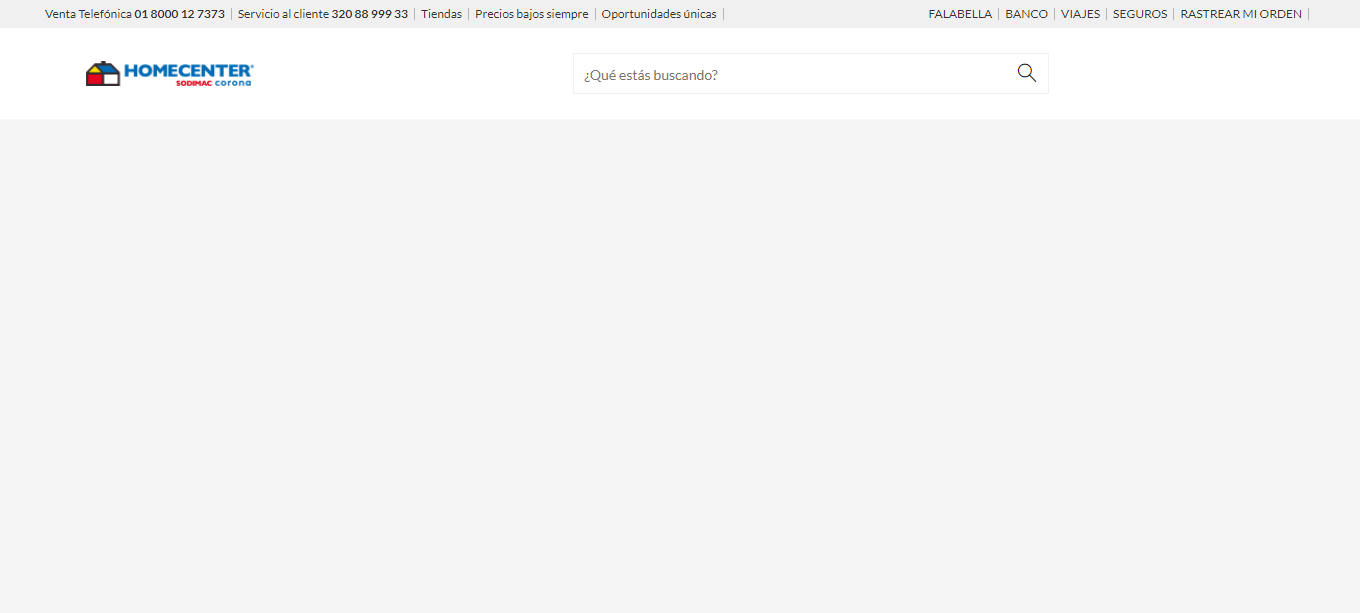 Venta Telefónica 01 8000 12 7373 Servicio al cliente 320 88 999 33 Tiendas Precios bajos siempre Oportunidades únicas FALABELLA BANCO VIAJES SEGUROS RASTREAR MI ORDEN
HOMECENTER
SODIMAC corona
¿Qué estás buscando?